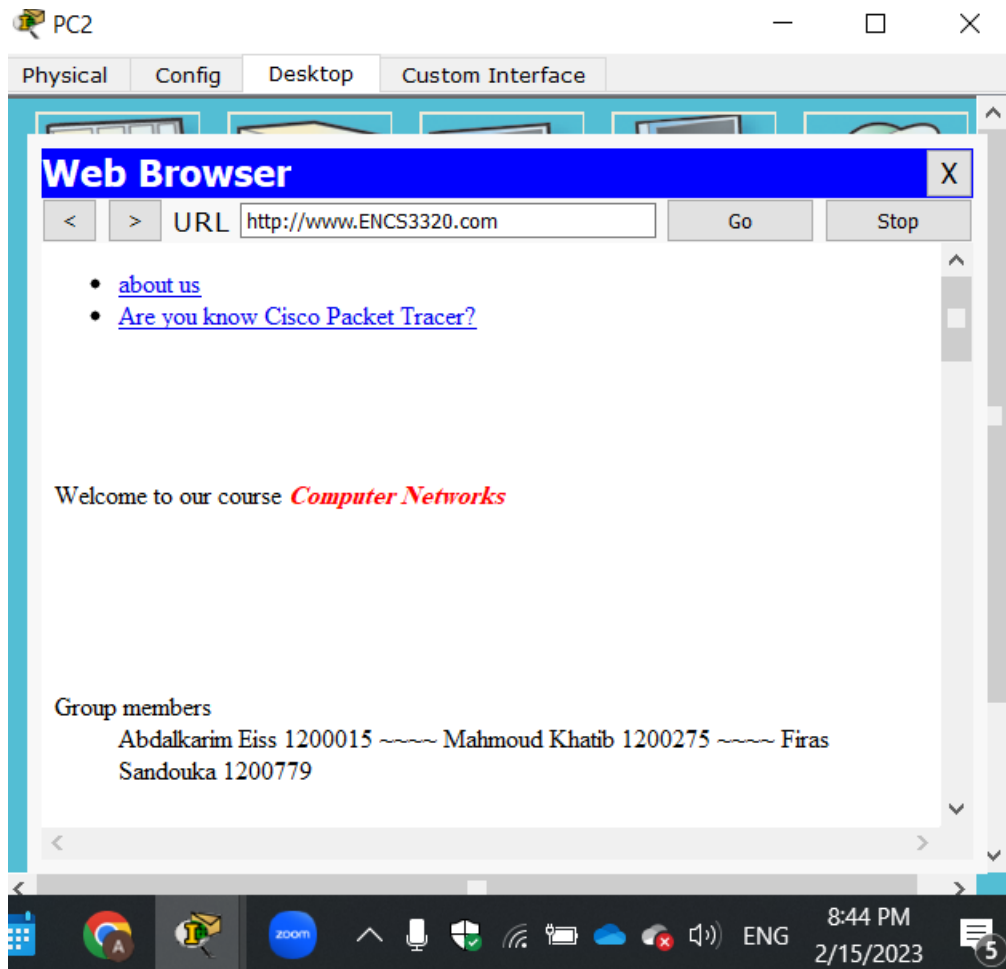 PC2
Physical Config Desktop Custom Interface
Web Browser X
< > URL http://www.ENCS3320.com Go Stop
about us
Are you know Cisco Packet Tracer?
Welcome to our course Computer Networks
Group members
Abdalkarim Eiss 1200015 ~~~~ Mahmoud Khatib 1200275 ~~~~ Firas
Sandouka 1200779
A zoom ENG 8:44 PM
2/15/2023 5